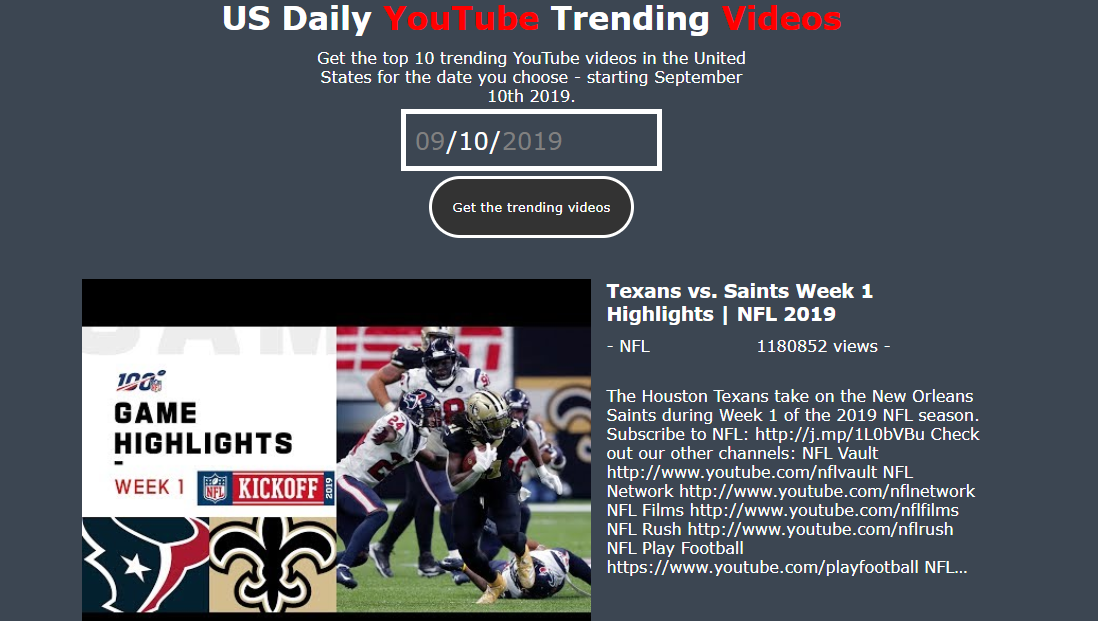 US Daily YouTube Trending Videos
Get the top 10 trending YouTube videos in the United
States for the date you choose - starting September
10th 2019.
09/10/2019
Get the trending videos
GAM
100
GAME
HIGHLIGHTS
-
WEEK 1
NFL KICKOFF 2019
24
Texans vs. Saints Week 1
Highlights | NFL 2019
- NFL 1180852 views -
The Houston Texans take on the New Orleans
Saints during Week 1 of the 2019 NFL season.
Subscribe to NFL: http://j.mp/1L0bVBu Check
out our other channels: NFL Vault
http://www.youtube.com/nflvault NFL
Network http://www.youtube.com/nflnetwork
NFL Films http://www.youtube.com/nflfilms
NFL Rush http://www.youtube.com/nflrush
NFL Play Football
https://www.youtube.com/playfootball NFL...